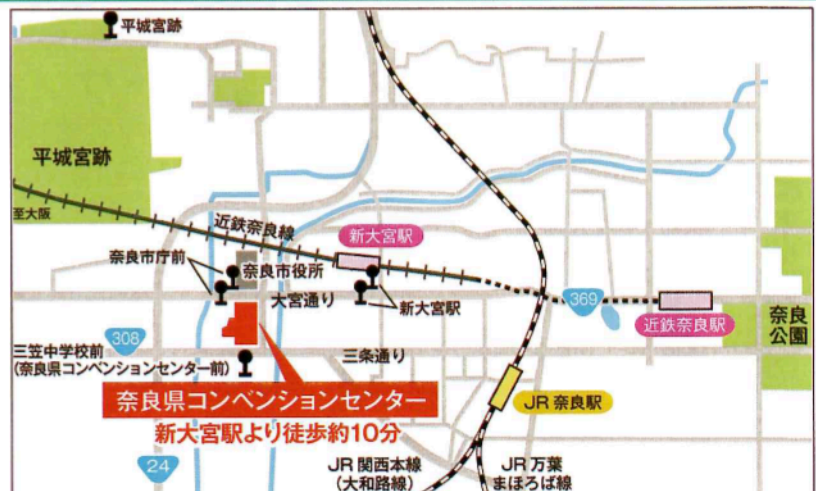 平城宮跡
平城宮跡
至大阪
近鉄奈良線
新大宮駅
奈良市庁前
奈良市役所
大宮通り
新大宮駅
369
近鉄奈良駅
奈良
公園
308
三笠中学校前
(奈良県コンベンションセンター前)
三条通り
奈良県コンベンションセンター
新大宮駅より徒歩約10分
JR 奈良駅
24
JR 関西本線
(大和路線)
JR 万葉
まほろば線